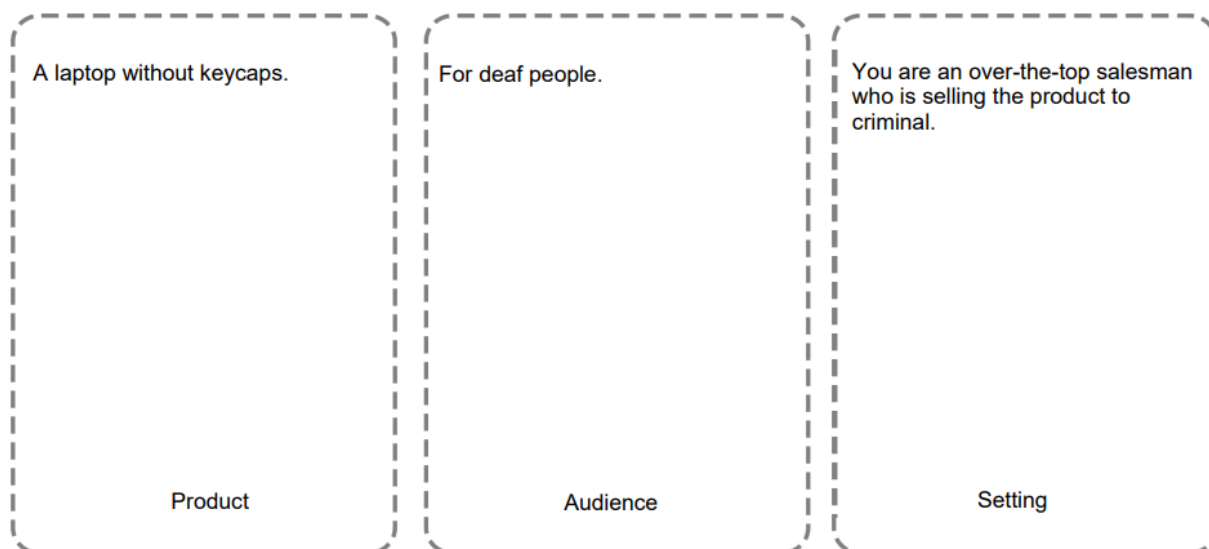 A laptop without keycaps.
Product
For deaf people.
Audience
You are an over-the-top salesman
who is selling the product to
criminal.
Setting